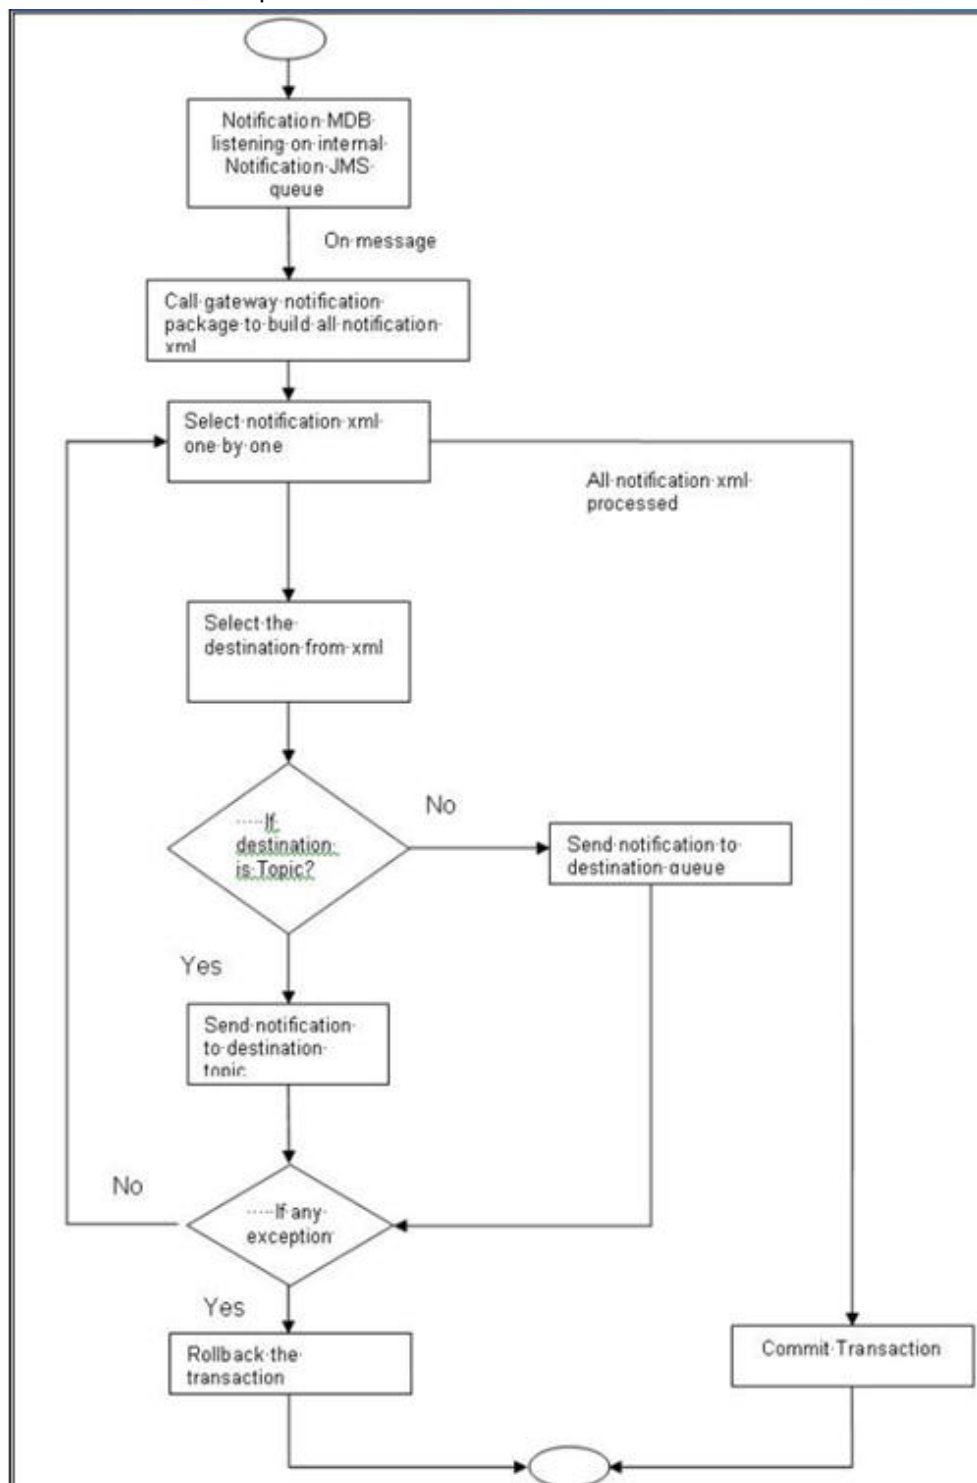 Notification MDB
listening on internal
Notification JMS
queue
On message
Call gateway notification
package to build all notification
xml
Select notification xml
one by one
All notification xml
processed
Select the
destination from xml
If
destination
is Topic?
No
Send notification to
destination queue
Yes
Send notification
to destination
topic
No
If any
exception
Yes
Rollback the
transaction
Commit Transaction